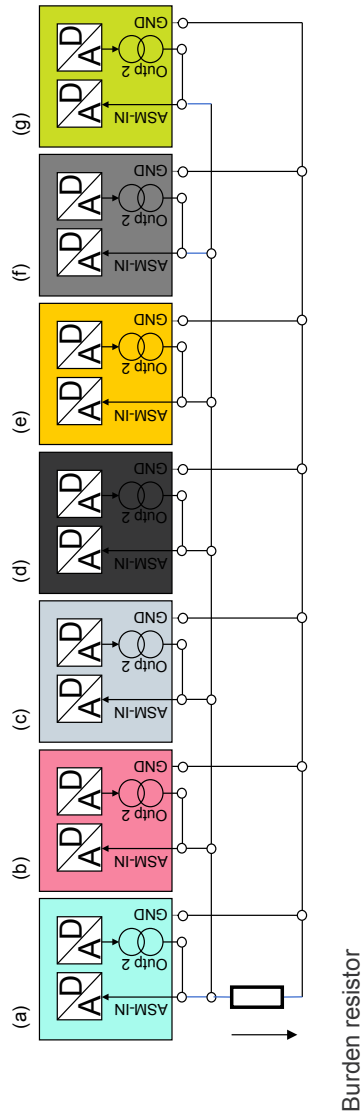 (a)
A D
A D
ASM-IN
Outp 2
GND
(b)
A D
A D
ASM-IN
Outp 2
GND
(c)
A D
A D
ASM-IN
Outp 2
GND
(d)
A D
A D
ASM-IN
Outp 2
GND
(e)
A D
A D
ASM-IN
Outp 2
GND
(f)
A D
A D
ASM-IN
Outp 2
GND
(g)
A D
A D
ASM-IN
Outp 2
GND
Burden resistor